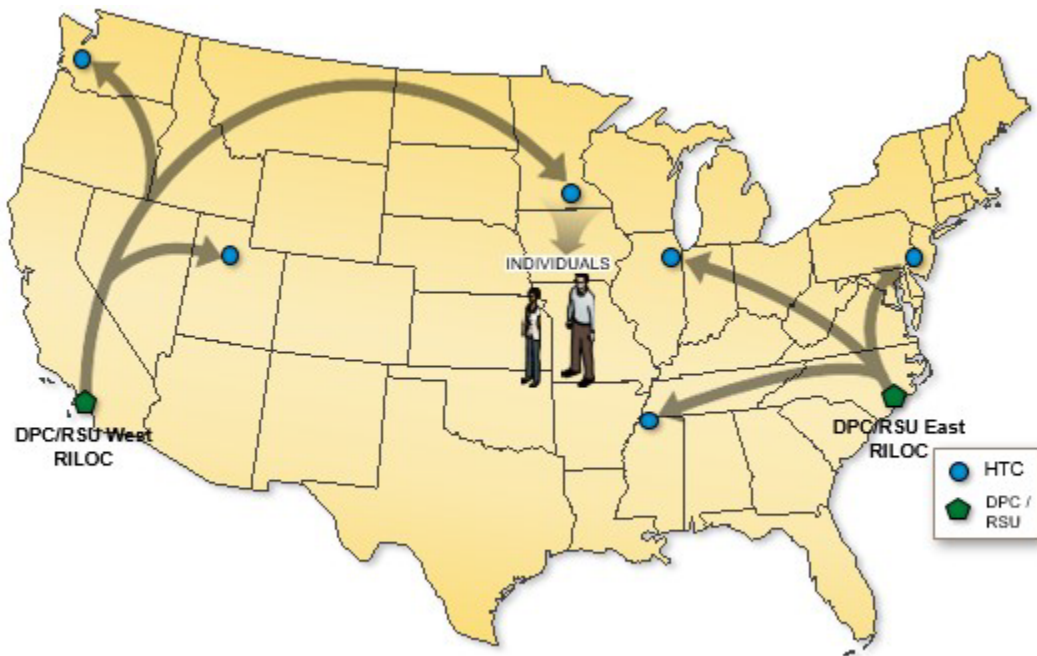 INDIVIDUALS
DPC/RSU West
RILOC
DPC/RSU East
RILOC
HTC
DPC /
RSU